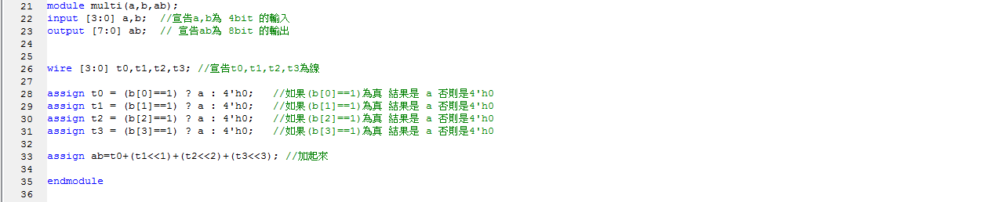 21 module multi(a,b,ab);
22 input [3:0] a,b;  //宣告a,b為 4bit 的輸入
23 output [7:0] ab;  // 宣告ab為 8bit 的輸出
24
25
26 wire [3:0] t0,t1,t2,t3; //宣告t0,t1,t2,t3為線
27
28 assign t0 = (b[0]==1) ? a : 4'h0;   //如果(b[0]==1)為真 結果是 a 否則是4'h0
29 assign t1 = (b[1]==1) ? a : 4'h0;   //如果(b[1]==1)為真 結果是 a 否則是4'h0
30 assign t2 = (b[2]==1) ? a : 4'h0;   //如果(b[2]==1)為真 結果是 a 否則是4'h0
31 assign t3 = (b[3]==1) ? a : 4'h0;   //如果(b[3]==1)為真 結果是 a 否則是4'h0
32
33 assign ab=t0+(t1<<1)+(t2<<2)+(t3<<3); //加起來
34
35 endmodule
36